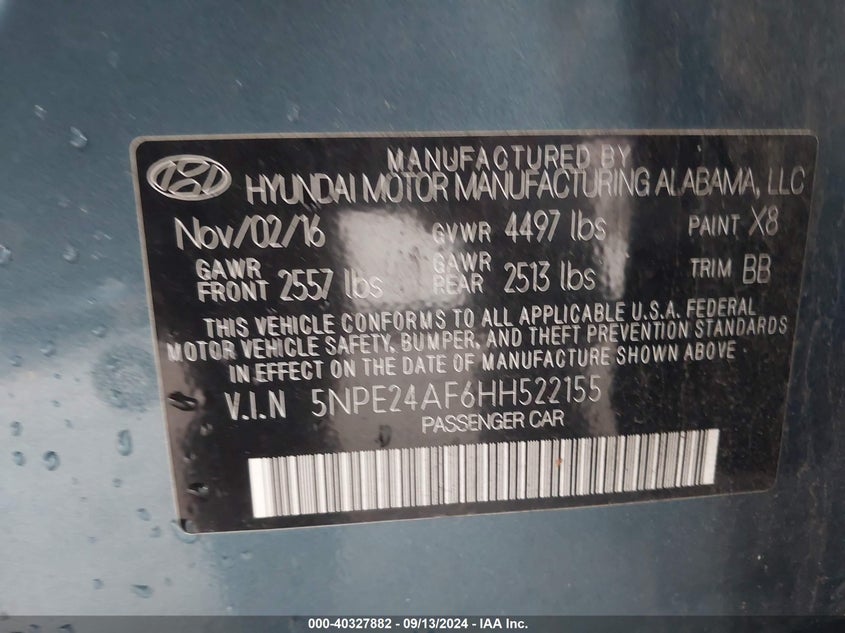 MANUFACTURED BY
HYUNDAI MOTOR MANUFACTURING ALABAMA, LLC
Nov/02/16 GVWR 4497 lbs PAINT X8
GAWR FRONT 2557 lbs GAWR REAR 2513 lbs TRIM BB
THIS VEHICLE CONFORMS TO ALL APPLICABLE U.S.A. FEDERAL
MOTOR VEHICLE SAFETY, BUMPER, AND THEFT PREVENTION STANDARDS
IN EFFECT ON THE DATE OF MANUFACTURE SHOWN ABOVE
V.I.N 5NPE24AF6HH522155
PASSENGER CAR
000-40327882 - 09/13/2024 - IAA Inc.